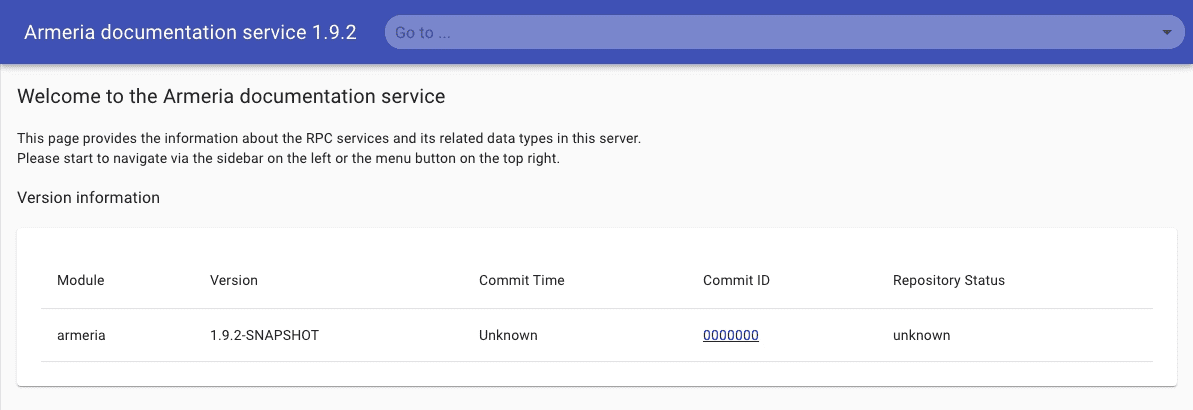 Armeria documentation service 1.9.2 Go to ...
Welcome to the Armeria documentation service
This page provides the information about the RPC services and its related data types in this server.
Please start to navigate via the sidebar on the left or the menu button on the top right.
Version information
Module Version Commit Time Commit ID Repository Status
armeria 1.9.2-SNAPSHOT Unknown 0000000 unknown